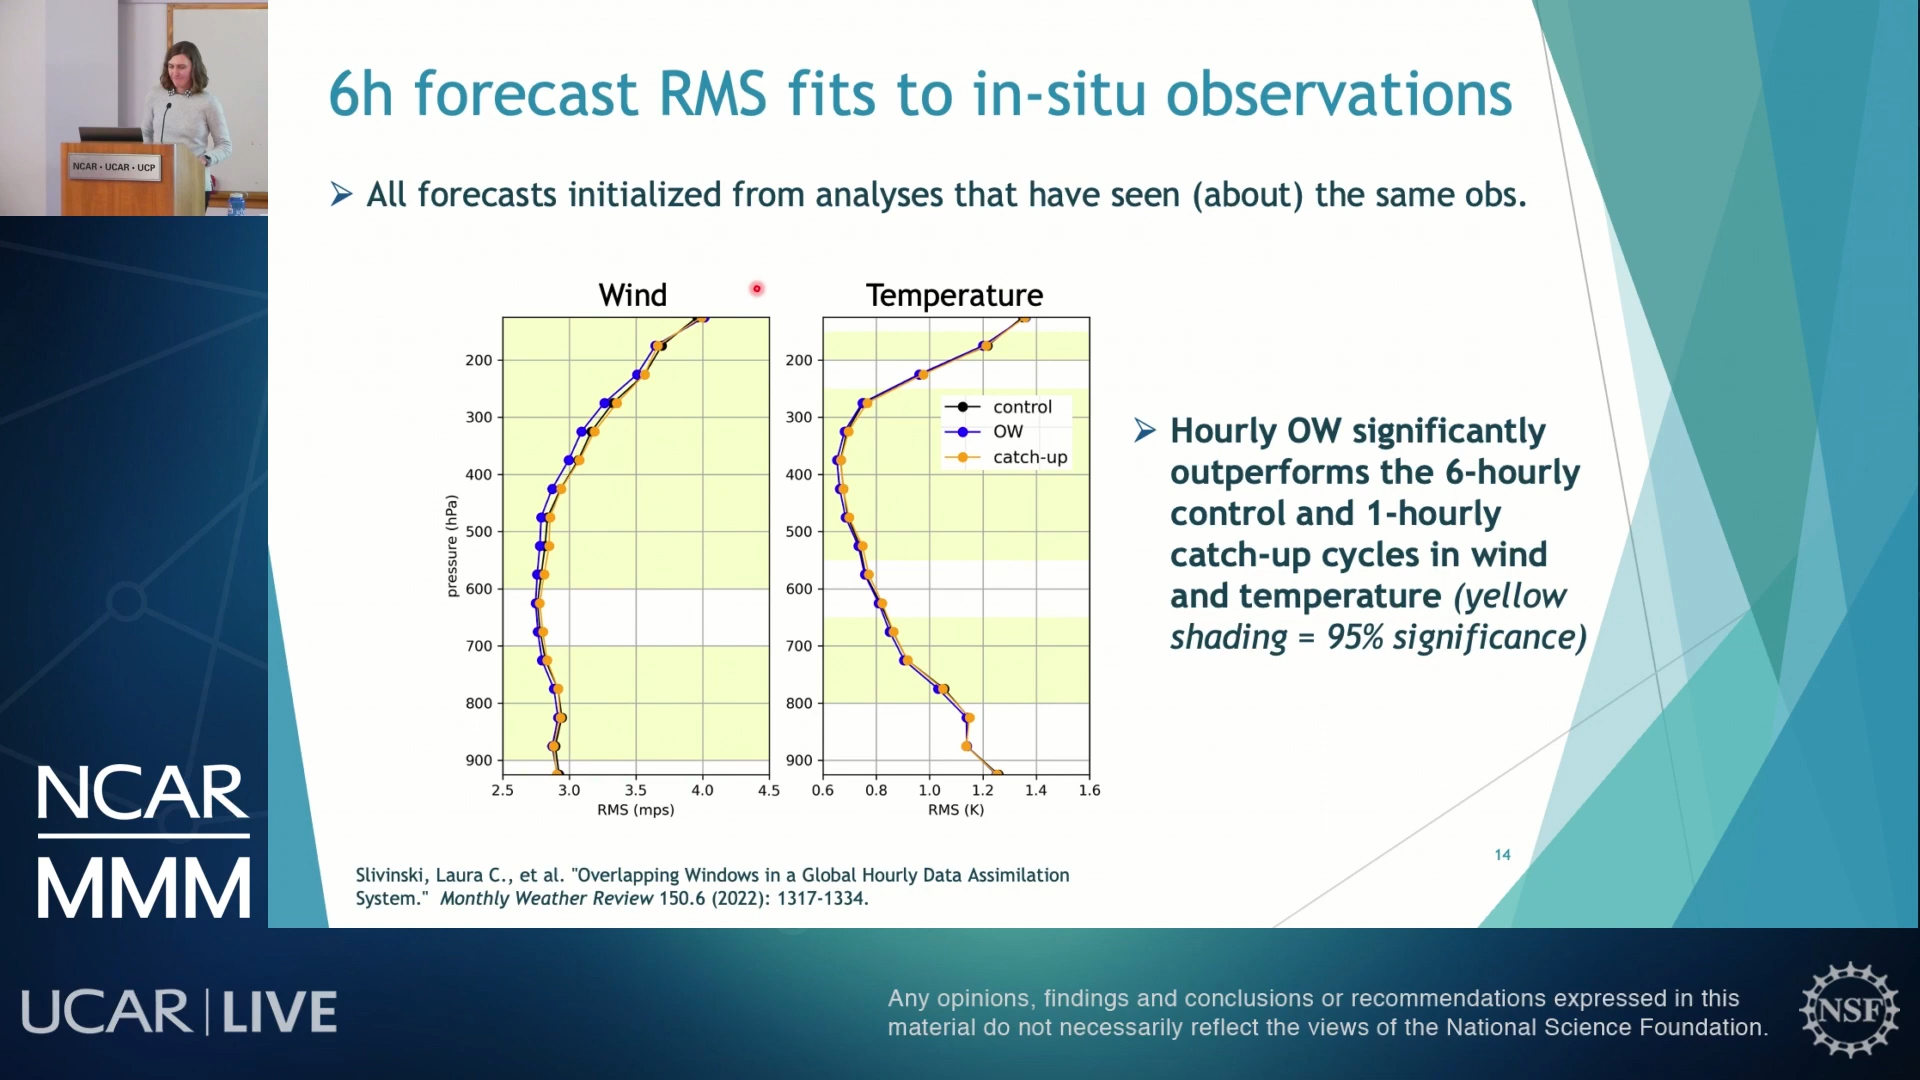 6h forecast RMS fits to in-situ observations
NCAR • UCAR • UCP
➢ All forecasts initialized from analyses that have seen (about) the same obs.
Wind
Temperature
200
300
400
500
600
700
800
900
pressure (hPa)
2.5 3.0 3.5 4.0 4.5
RMS (mps)
200
300
400
500
600
700
800
900
control
OW
catch-up
0.6 0.8 1.0 1.2 1.4 1.6
RMS (K)
➢ Hourly OW significantly
outperforms the 6-hourly
control and 1-hourly
catch-up cycles in wind
and temperature (yellow
shading = 95% significance)
14
Slivinski, Laura C., et al. "Overlapping Windows in a Global Hourly Data Assimilation
System." Monthly Weather Review 150.6 (2022): 1317-1334.
NCAR
MMM
UCAR | LIVE
Any opinions, findings and conclusions or recommendations expressed in this
material do not necessarily reflect the views of the National Science Foundation.
NSF